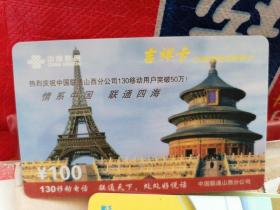 中国联通
吉祥卡
热烈庆祝中国联通山西分公司130移动用户突破50万！
情系中国 联通四海
¥100
130移动电话 联通天下，处处好悦话
中国联通山西分公司